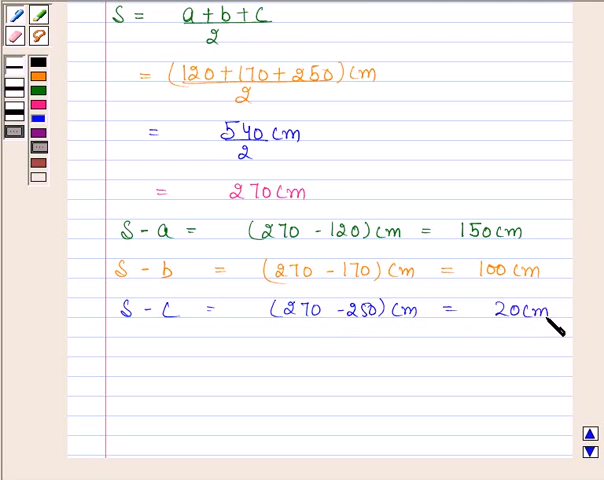 S = a + b + c / 2
= (120 + 170 + 250) cm / 2
= 540 cm / 2
= 270 cm
S - a = (270 - 120) cm = 150 cm
S - b = (270 - 170) cm = 100 cm
S - c = (270 - 250) cm = 20 cm